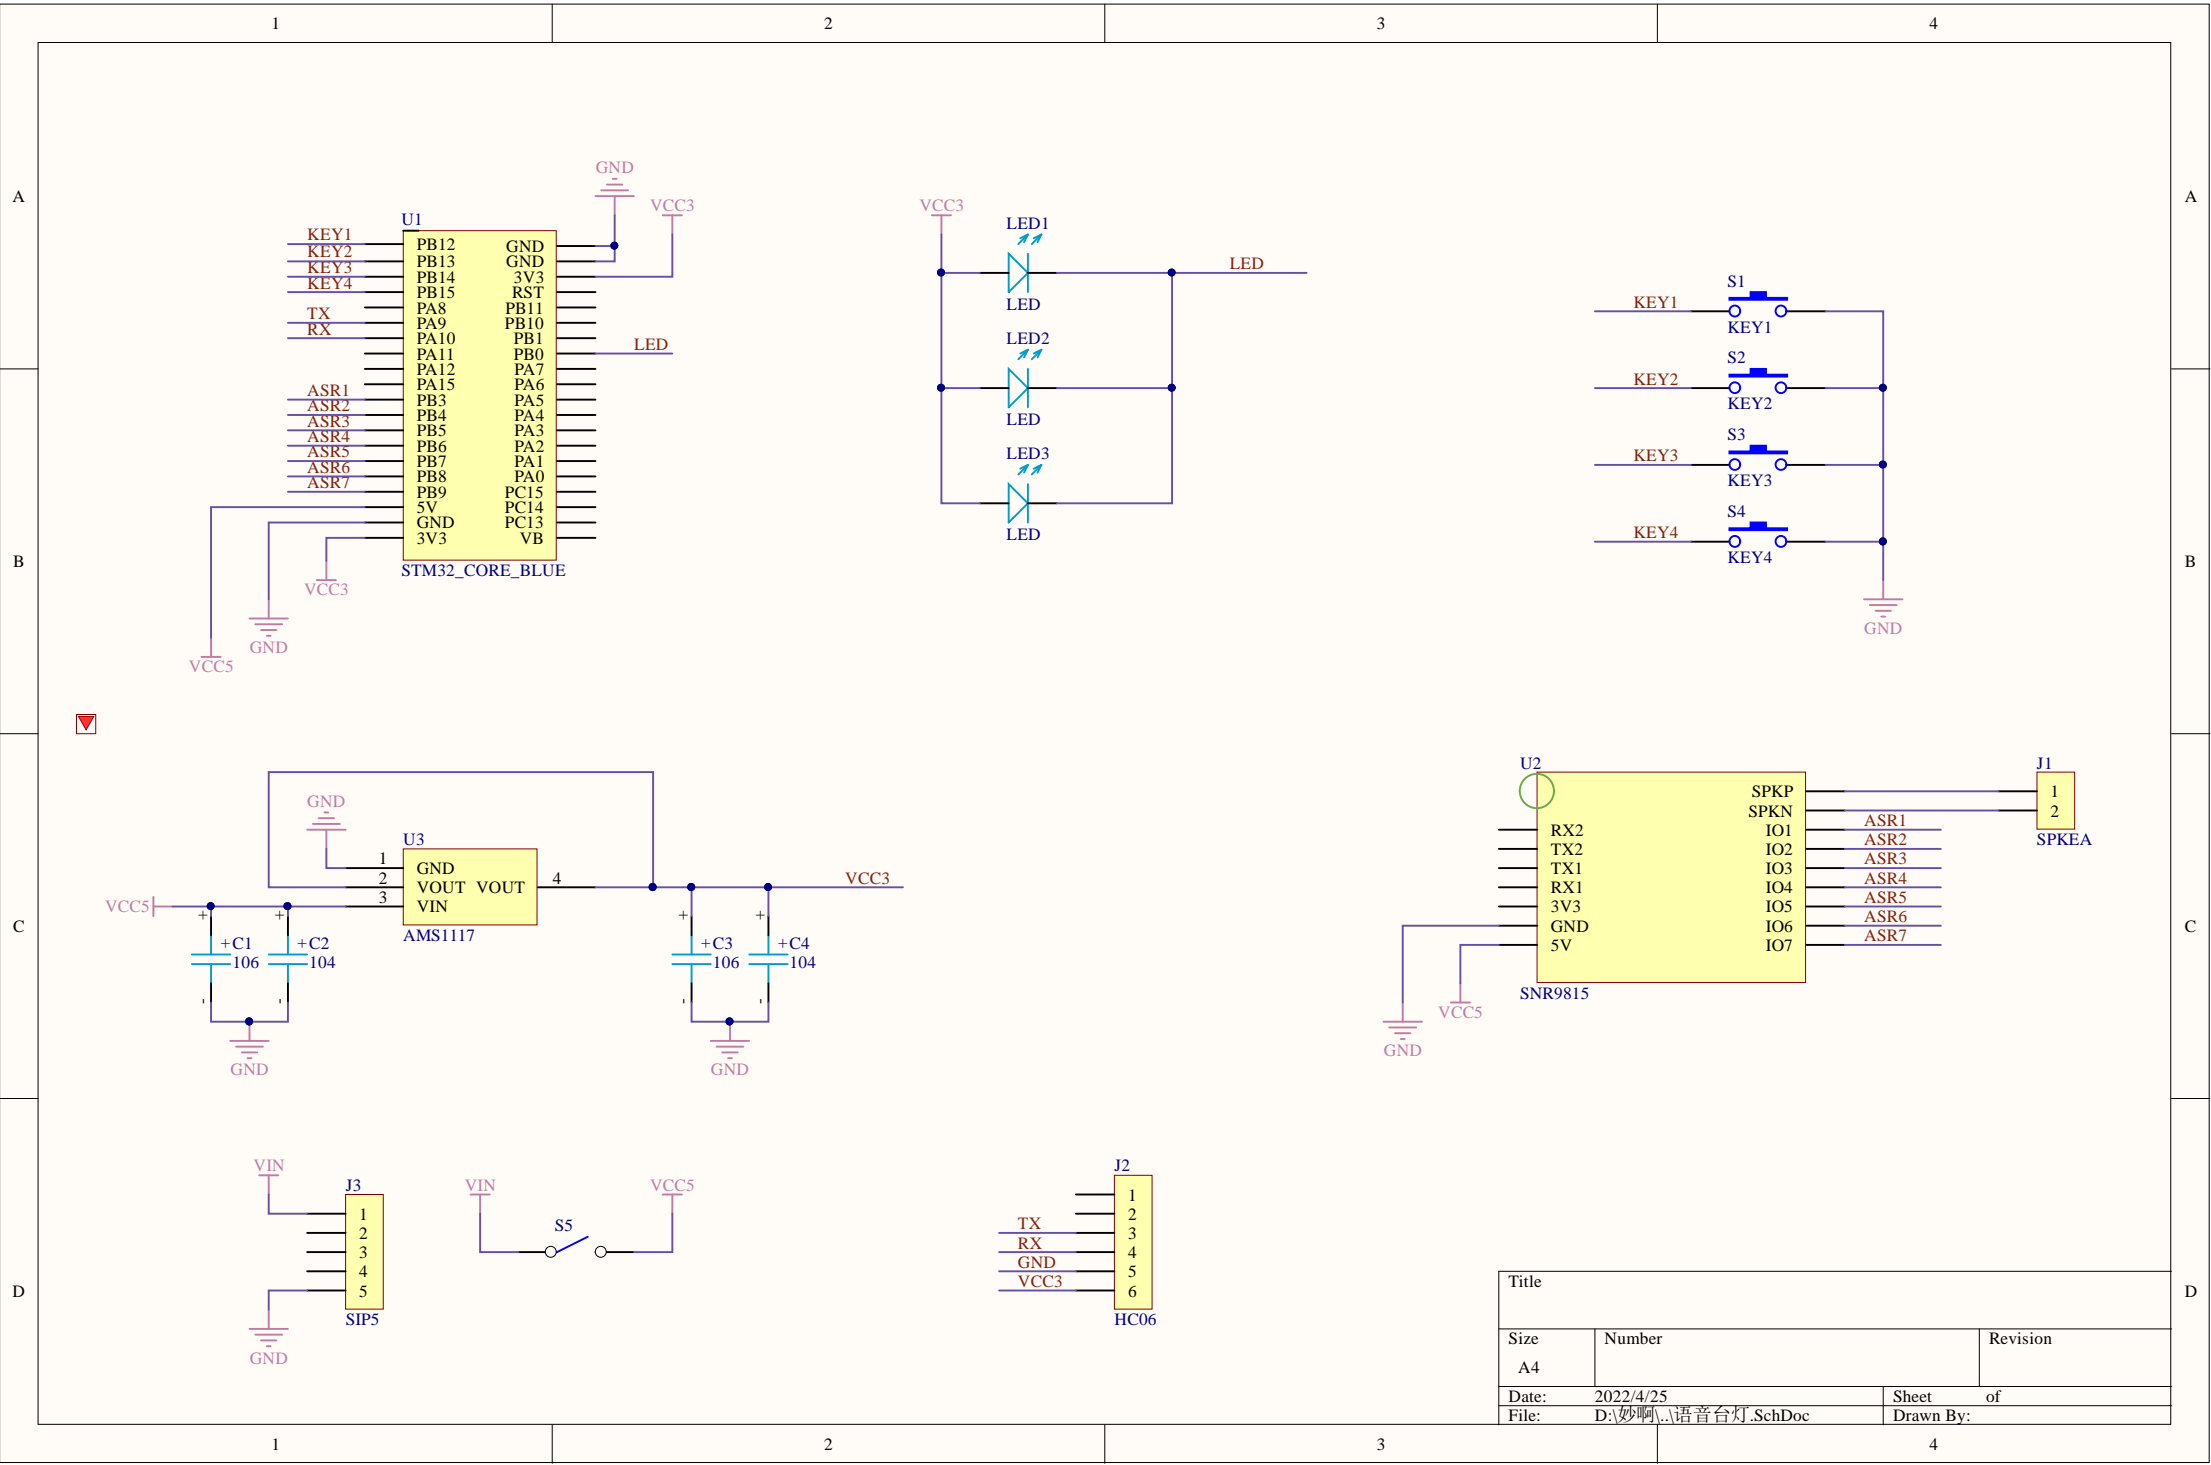 1
2
3
4
A
A
GND
VCC3
U1
KEY1
KEY2
KEY3
KEY4
TX
RX
ASR1
ASR2
ASR3
ASR4
ASR5
ASR6
ASR7
PB12
PB13
PB14
PB15
PA8
PA9
PA10
PA11
PA12
PA15
PB3
PB4
PB5
PB6
PB7
PB8
PB9
5V
GND
3V3
GND
GND
3V3
RST
PB11
PB10
PB1
PB0
PA7
PA6
PA5
PA4
PA3
PA2
PA1
PA0
PC15
PC14
PC13
VB
LED
STM32_CORE_BLUE
VCC3
GND
VCC5
VCC3
LED1
LED
LED
LED2
LED
LED3
LED
S1
KEY1
KEY1
S2
KEY2
KEY2
S3
KEY3
KEY3
S4
KEY4
KEY4
GND
B
B
GND
U3
1
2
3
GND
VOUT
VIN
VOUT
4
AMS1117
VCC5
VCC3
+
+
+C1
106
+C2
104
-
-
GND
+
+
+C3
106
+C4
104
-
-
GND
U2
SPKP
SPKN
RX2
TX2
TX1
RX1
3V3
GND
5V
IO1
IO2
IO3
IO4
IO5
IO6
IO7
ASR1
ASR2
ASR3
ASR4
ASR5
ASR6
ASR7
SNR9815
VCC5
GND
J1
1
2
SPKEA
C
C
VIN
J3
1
2
3
4
5
SIP5
GND
VIN
S5
VCC5
J2
1
2
3
4
5
6
TX
RX
GND
VCC3
HC06
D
D
Title
Size
A4
Number
Revision
Date: 2022/4/25
Sheet of
File: D:\妙啊\..\语音台灯.SchDoc
Drawn By:
1
2
3
4